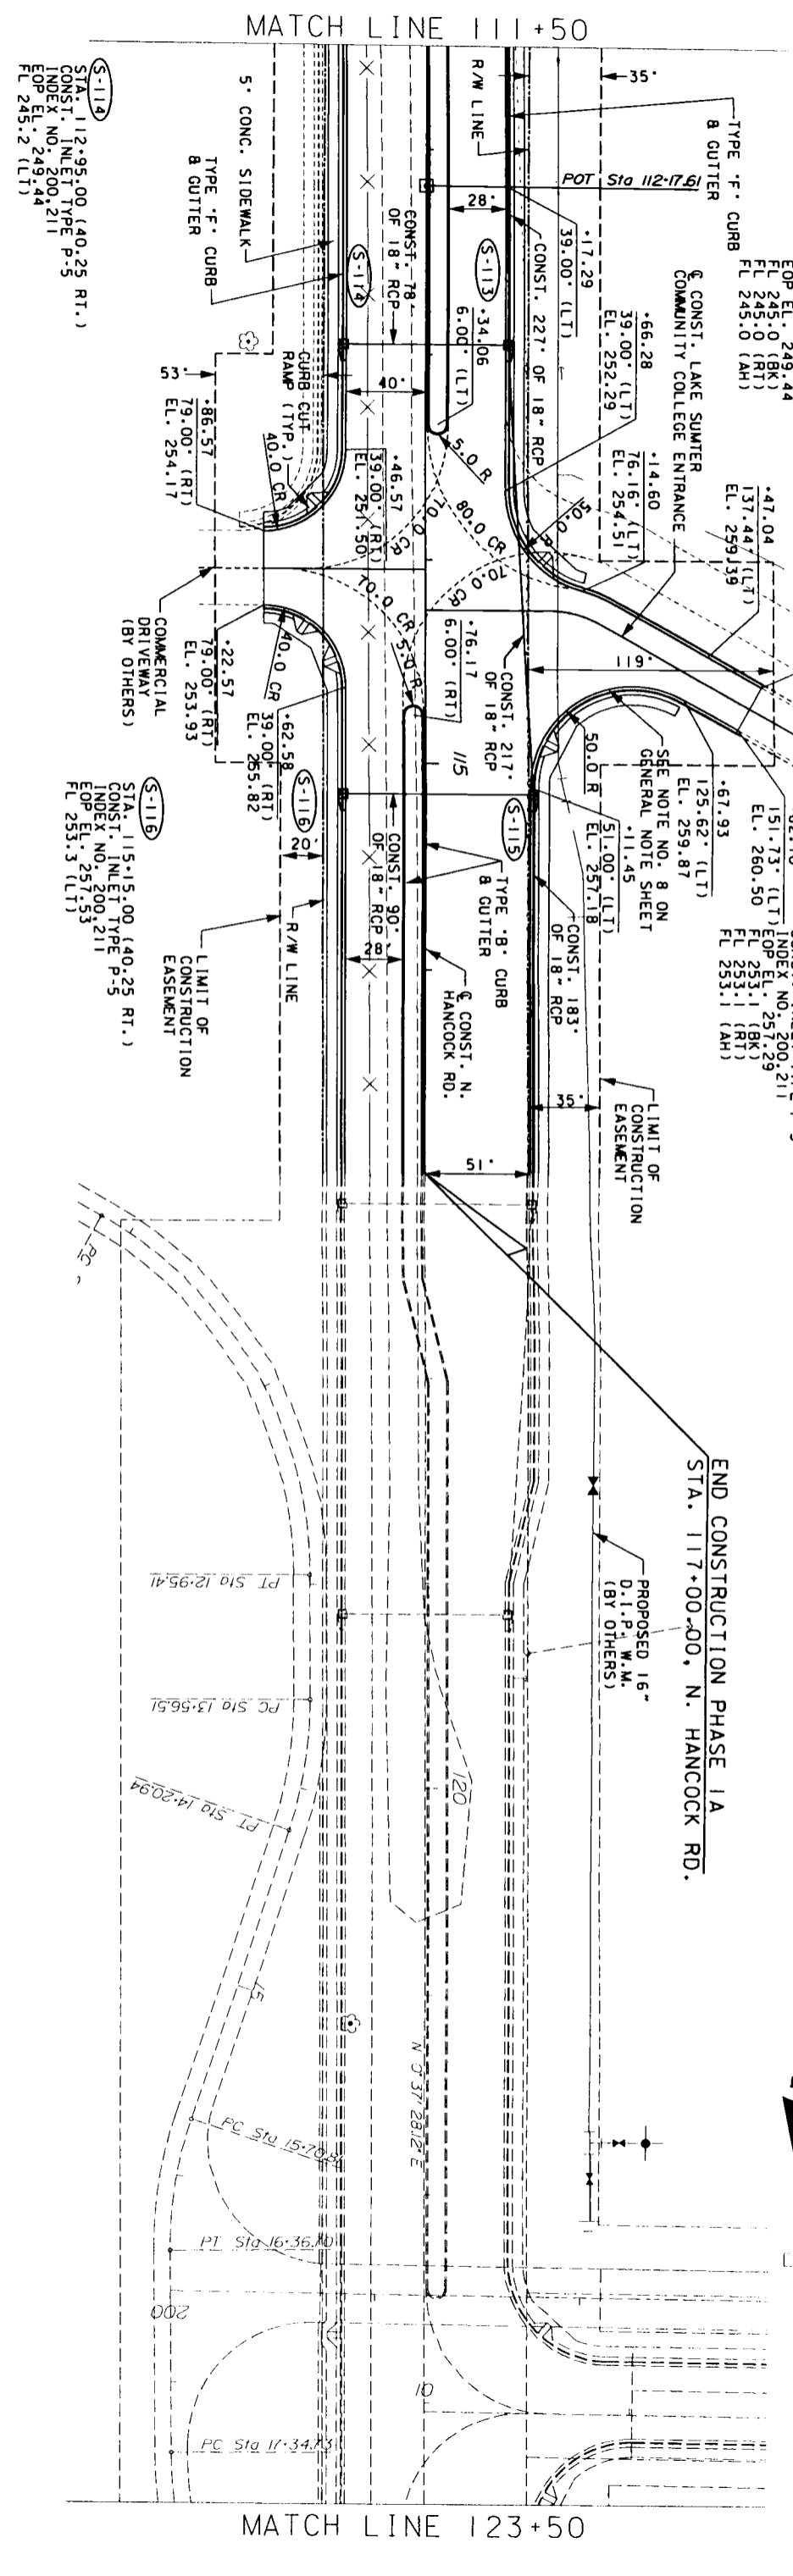 MATCH LINE 111+50
S-114
STA. 112+95.00 (40.25 RT.)
CONST. INLET TYPE P-5
INDEX NO. 200,211
EOP EL. 249.44
FL 245.2 (LT)
5' CONC. SIDEWALK
TYPE 'F' CURB
& GUTTER
R/W LINE
35'
TYPE 'F' CURB
& GUTTER
POT Sta 112+17.61
28'
EOP EL. 249.44
FL 245.0 (BK)
FL 245.0 (RT)
FL 245.0 (AH)
CONST. 78'
OF 18" RCP
S-114
S-113
CONST. 227' OF 18" RCP
+17.29
39.00' (LT)
+34.06
6.00' (LT)
+66.28
39.00' (LT)
EL. 252.29
℄ CONST. LAKE SUMTER
COMMUNITY COLLEGE ENTRANCE
53'
40'
CURB CUT
RAMP (TYP.)
5.0 R
+86.57
79.00' (RT)
EL. 254.17
40.0 CR
+46.57
39.00' (RT)
EL. 251.50
70.0 CR
80.0 CR
50.0 R
70.0 CR
+14.60
76.16' (LT)
EL. 254.51
+47.04
137.44' (LT)
EL. 259.39
70.0 CR
COMMERCIAL
DRIVEWAY
(BY OTHERS)
+22.57
79.00' (RT)
EL. 253.93
40.0 CR
+62.58
39.00' (RT)
EL. 255.82
5.0 R
+76.17
6.00' (RT)
115
CONST. 217'
OF 18" RCP
119'
50.0 R
SEE NOTE NO. 8 ON
GENERAL NOTE SHEET
+67.93
125.62' (LT)
EL. 259.87
151.73' (LT)
EL. 260.50
S-116
STA. 115+15.00 (40.25 RT.)
CONST. INLET TYPE P-5
INDEX NO. 200,211
EOP EL. 257.53
FL 253.3 (LT)
S-116
20'
CONST. 90'
OF 18" RCP
28'
S-115
+11.45
51.00' (LT)
EL. 257.18
INDEX NO. 200,211
EOP EL. 257.29
FL 253.1 (BK)
FL 253.1 (RT)
FL 253.1 (AH)
R/W LINE
LIMIT OF
CONSTRUCTION
EASEMENT
TYPE 'B' CURB
& GUTTER
CONST. 183'
OF 18" RCP
℄ CONST. N.
HANCOCK RD.
35'
LIMIT OF
CONSTRUCTION
EASEMENT
51'
PC
END CONSTRUCTION PHASE 1A
STA. 117+00.00, N. HANCOCK RD.
PROPOSED 16"
D.I.P. W.M.
(BY OTHERS)
PT Sta 12+95.41
PC Sta 13+56.51
PT Sta 14+20.94
120
15
N 0°37'28.12" E
PC Sta 15+70.8
PT Sta 16+36.70
200
10
PC Sta 17+34.73
MATCH LINE 123+50